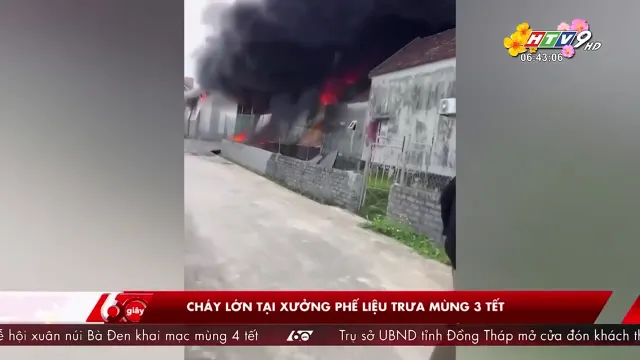 HTV9 HD
06:43:06
60 giây
CHÁY LỚN TẠI XƯỞNG PHẾ LIỆU TRƯA MÙNG 3 TẾT
hội xuân núi Bà Đen khai mạc mùng 4 tết 60 Trụ sở UBND tỉnh Đồng Tháp mở cửa đón khách